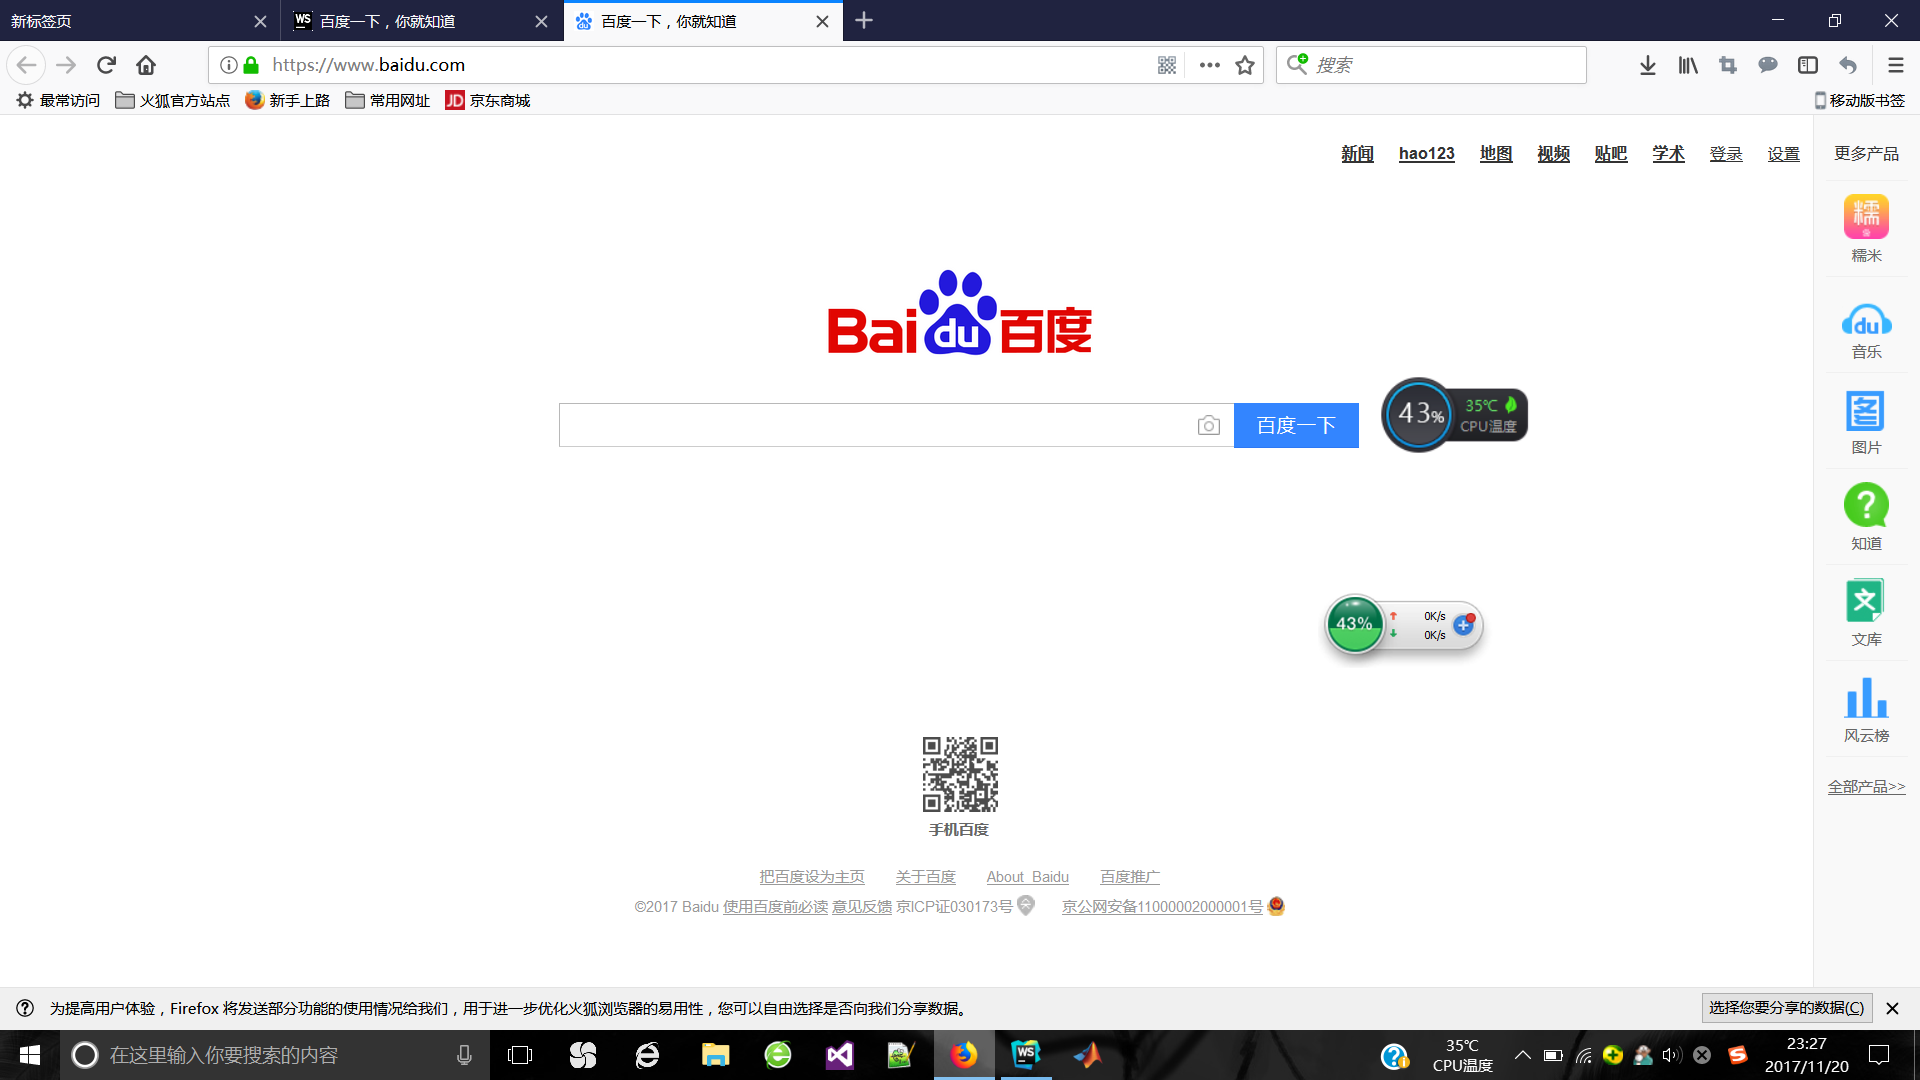 新标签页
WS 百度一下，你就知道
百度一下，你就知道
https://www.baidu.com
搜索
最常访问 火狐官方站点 新手上路 常用网址 JD 京东商城
移动版书签
新闻 hao123 地图 视频 贴吧 学术 登录 设置 更多产品
糯
糯米
du
音乐
图
图片
?
知道
文
文库
风云榜
全部产品>>
Bai du 百度
百度一下
43% 35℃
CPU温度
43% 0K/s
0K/s
手机百度
把百度设为主页 关于百度 About Baidu 百度推广
©2017 Baidu 使用百度前必读 意见反馈 京ICP证030173号 京公网安备11000002000001号
为提高用户体验，Firefox 将发送部分功能的使用情况给我们，用于进一步优化火狐浏览器的易用性，您可以自由选择是否向我们分享数据。
选择您要分享的数据(C)
在这里输入你要搜索的内容
WS
35℃
CPU温度
23:27
2017/11/20